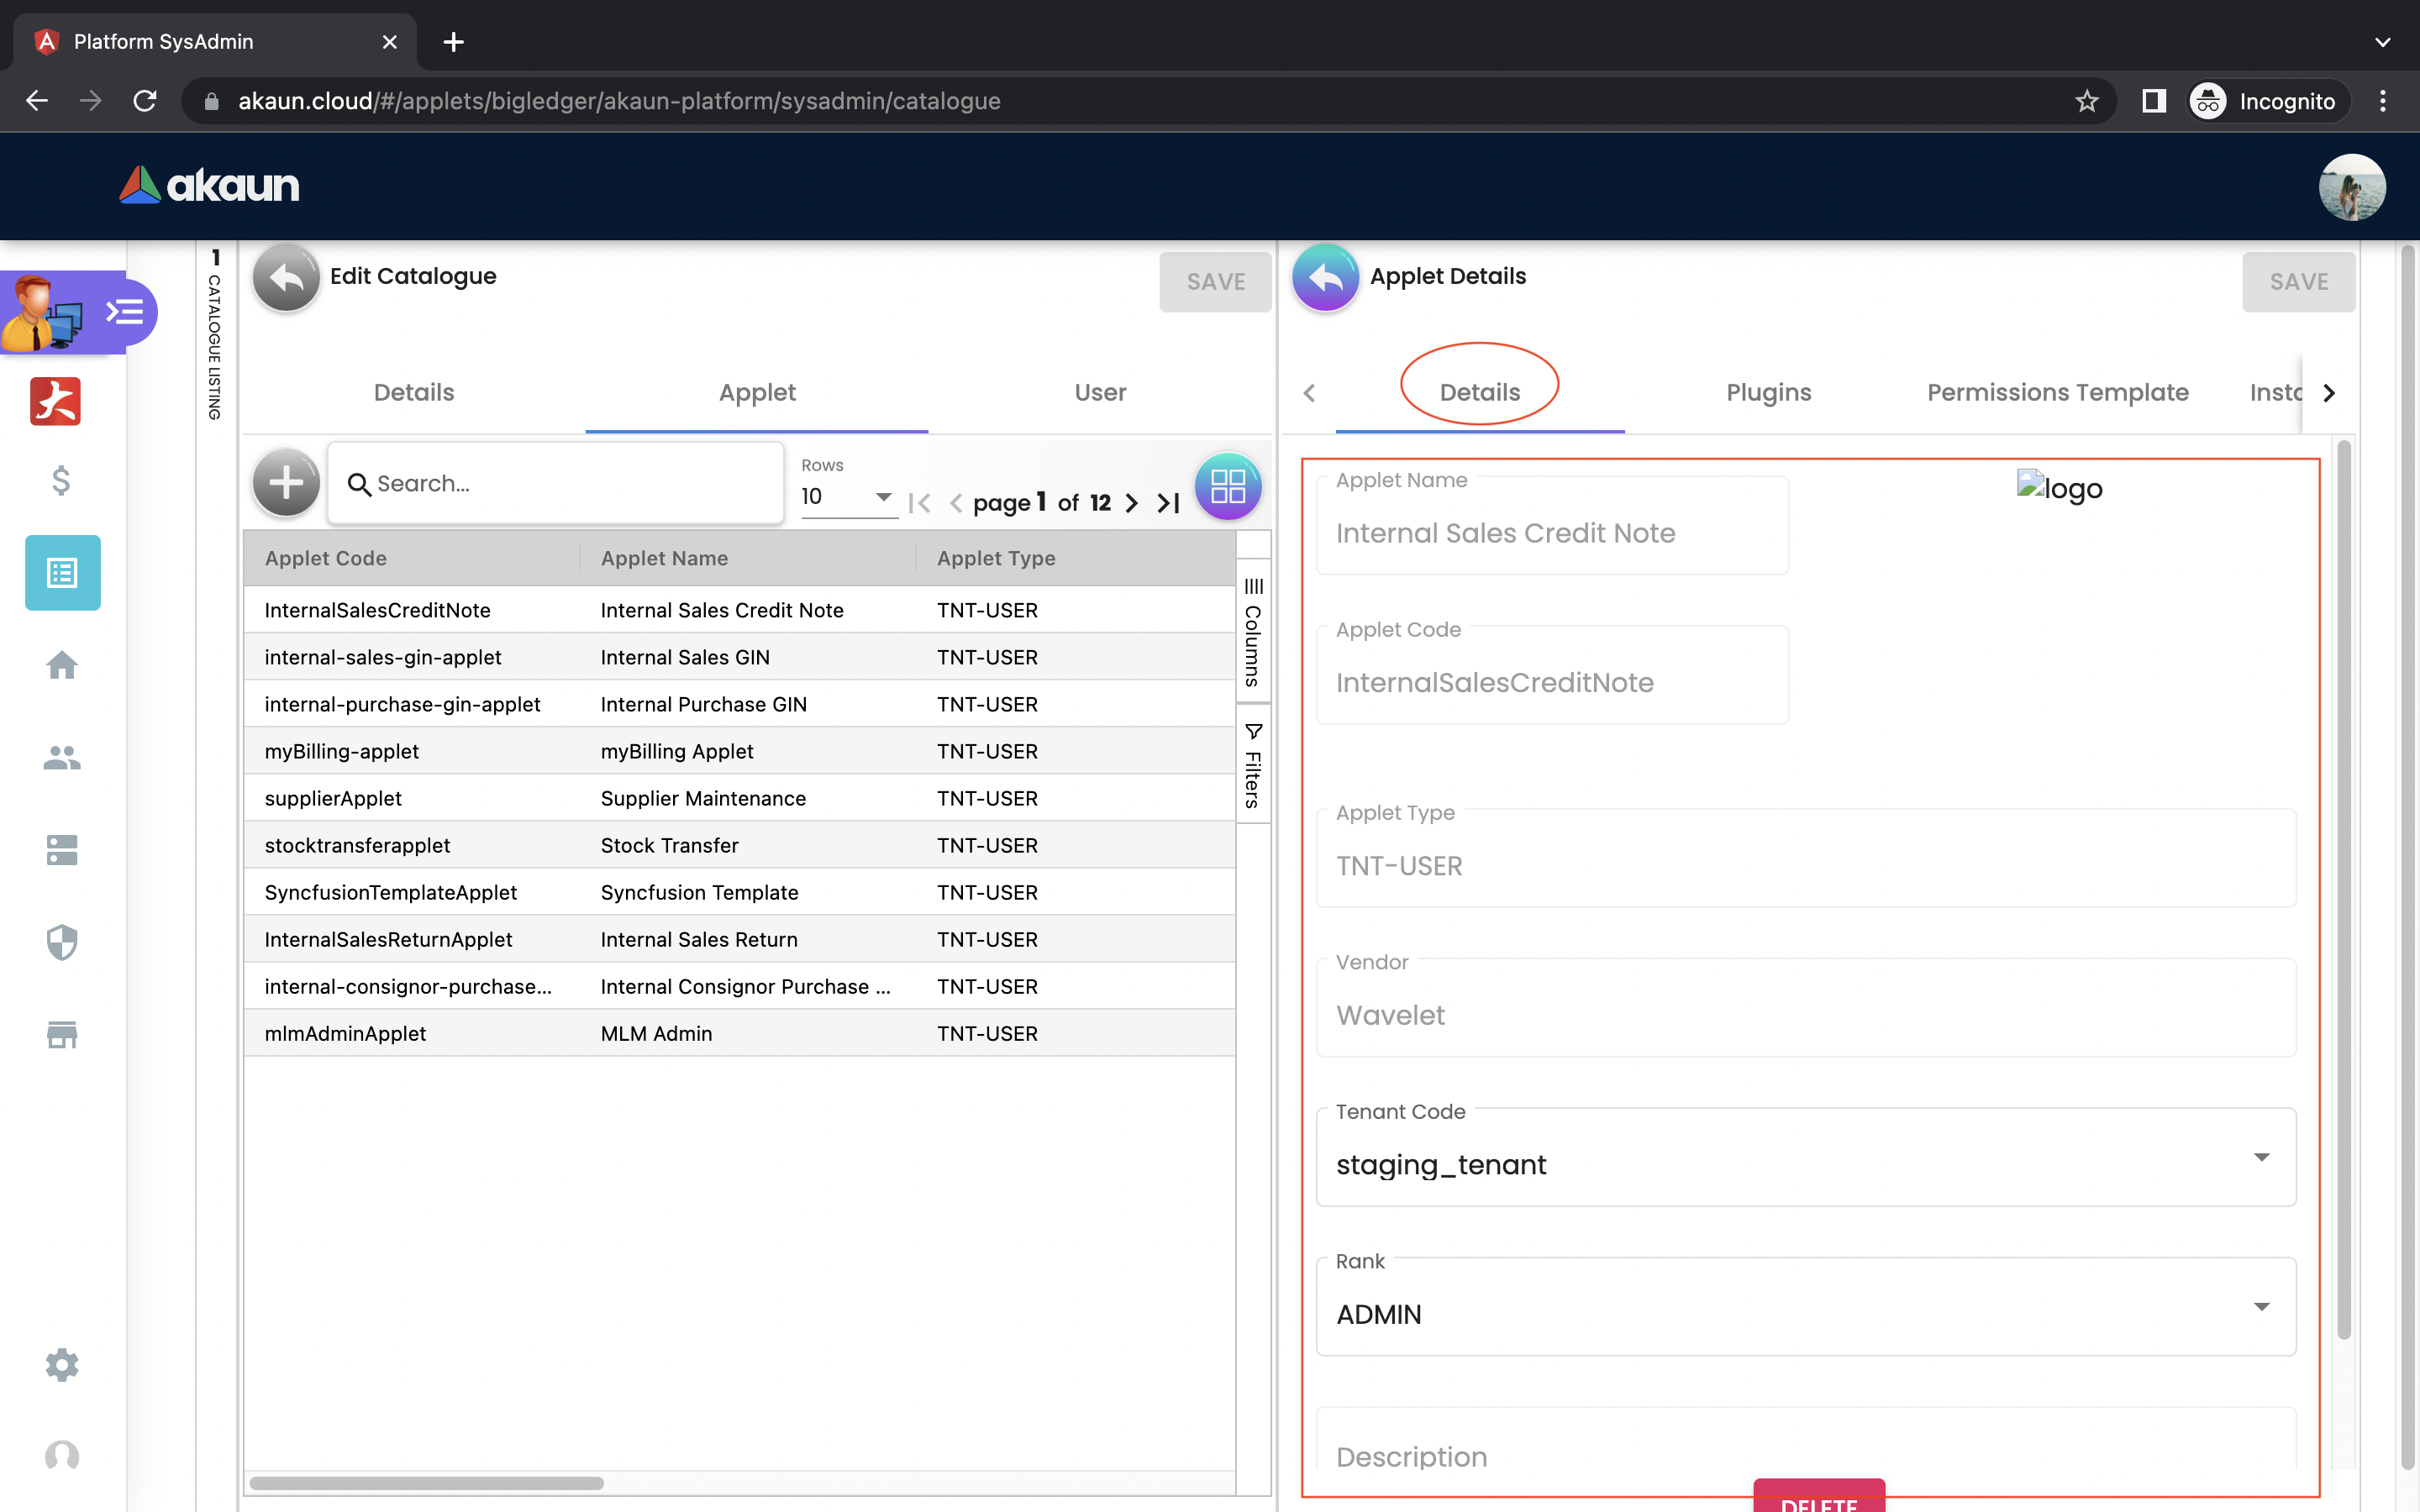 Platform SysAdmin
akaun.cloud/#/applets/bigledger/akaun-platform/sysadmin/catalogue
Incognito
akaun
1 CATALOGUE LISTING
Edit Catalogue
SAVE
Details
Applet
User
Search...
Rows
10
page 1 of 12
Applet Code Applet Name Applet Type
InternalSalesCreditNote Internal Sales Credit Note TNT-USER
internal-sales-gin-applet Internal Sales GIN TNT-USER
internal-purchase-gin-applet Internal Purchase GIN TNT-USER
myBilling-applet myBilling Applet TNT-USER
supplierApplet Supplier Maintenance TNT-USER
stocktransferapplet Stock Transfer TNT-USER
SyncfusionTemplateApplet Syncfusion Template TNT-USER
InternalSalesReturnApplet Internal Sales Return TNT-USER
internal-consignor-purchase... Internal Consignor Purchase ... TNT-USER
mlmAdminApplet MLM Admin TNT-USER
Columns
Filters
Applet Details
SAVE
Details
Plugins
Permissions Template
Applet Name
Internal Sales Credit Note
logo
Applet Code
InternalSalesCreditNote
Applet Type
TNT-USER
Vendor
Wavelet
Tenant Code
staging_tenant
Rank
ADMIN
Description
DELETE